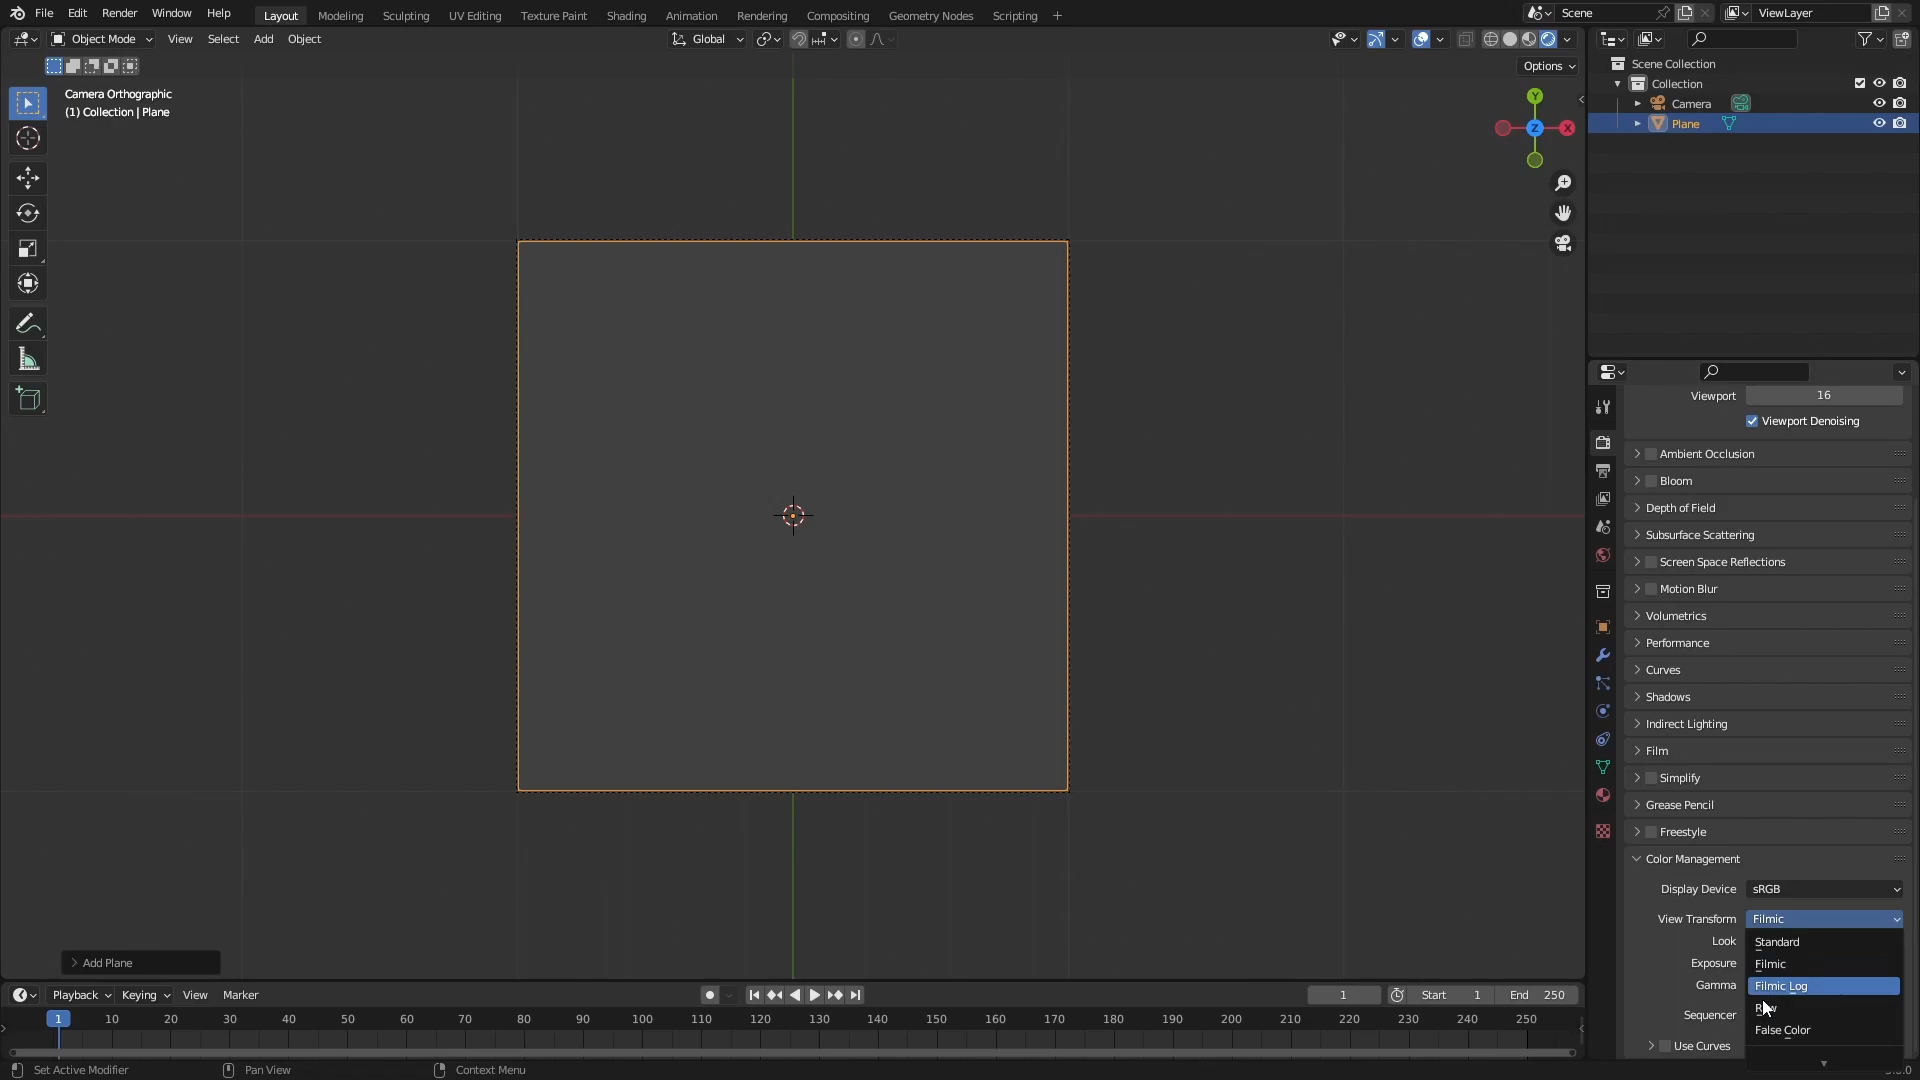 File Edit Render Window Help Layout Modeling Sculpting UV Editing Texture Paint Shading Animation Rendering Compositing Geometry Nodes Scripting + Scene ViewLayer
Object Mode View Select Add Object Global
Options
Camera Orthographic
(1) Collection | Plane
Y
Z X
Scene Collection
Collection
Camera
Plane
Viewport 16
Viewport Denoising
Ambient Occlusion
Bloom
Depth of Field
Subsurface Scattering
Screen Space Reflections
Motion Blur
Volumetrics
Performance
Curves
Shadows
Indirect Lighting
Film
Simplify
Grease Pencil
Freestyle
Color Management
Display Device sRGB
View Transform Filmic
Look Standard
Exposure Filmic
Gamma Filmic Log
Sequencer
False Color
Use Curves
Add Plane
Playback Keying View Marker 1 Start 1 End 250
1 10 20 30 40 50 60 70 80 90 100 110 120 130 140 150 160 170 180 190 200 210 220 230 240 250
Set Active Modifier Pan View Context Menu